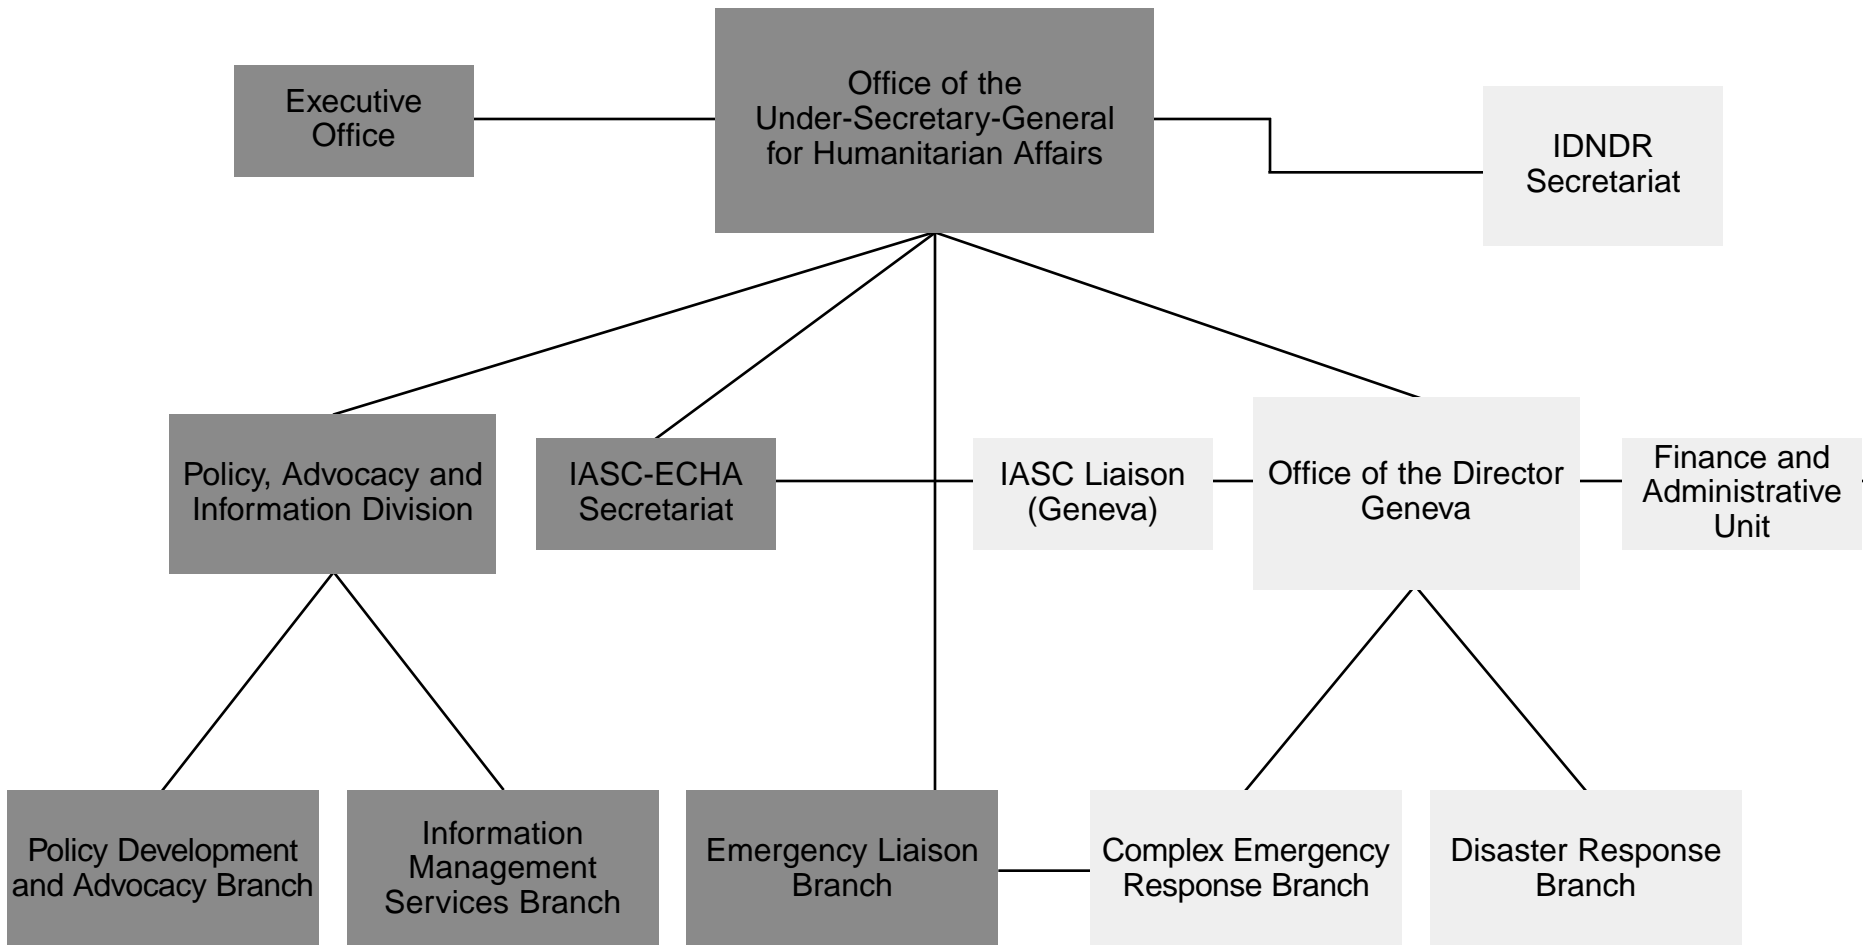 Office of the
Under-Secretary-General
for Humanitarian Affairs
Executive
Office
IDNDR
Secretariat
Policy, Advocacy and
Information Division
IASC-ECHA
Secretariat
IASC Liaison
(Geneva)
Office of the Director
Geneva
Finance and
Administrative
Unit
Policy Development
and Advocacy Branch
Information
Management
Services Branch
Emergency Liaison
Branch
Complex Emergency
Response Branch
Disaster Response
Branch